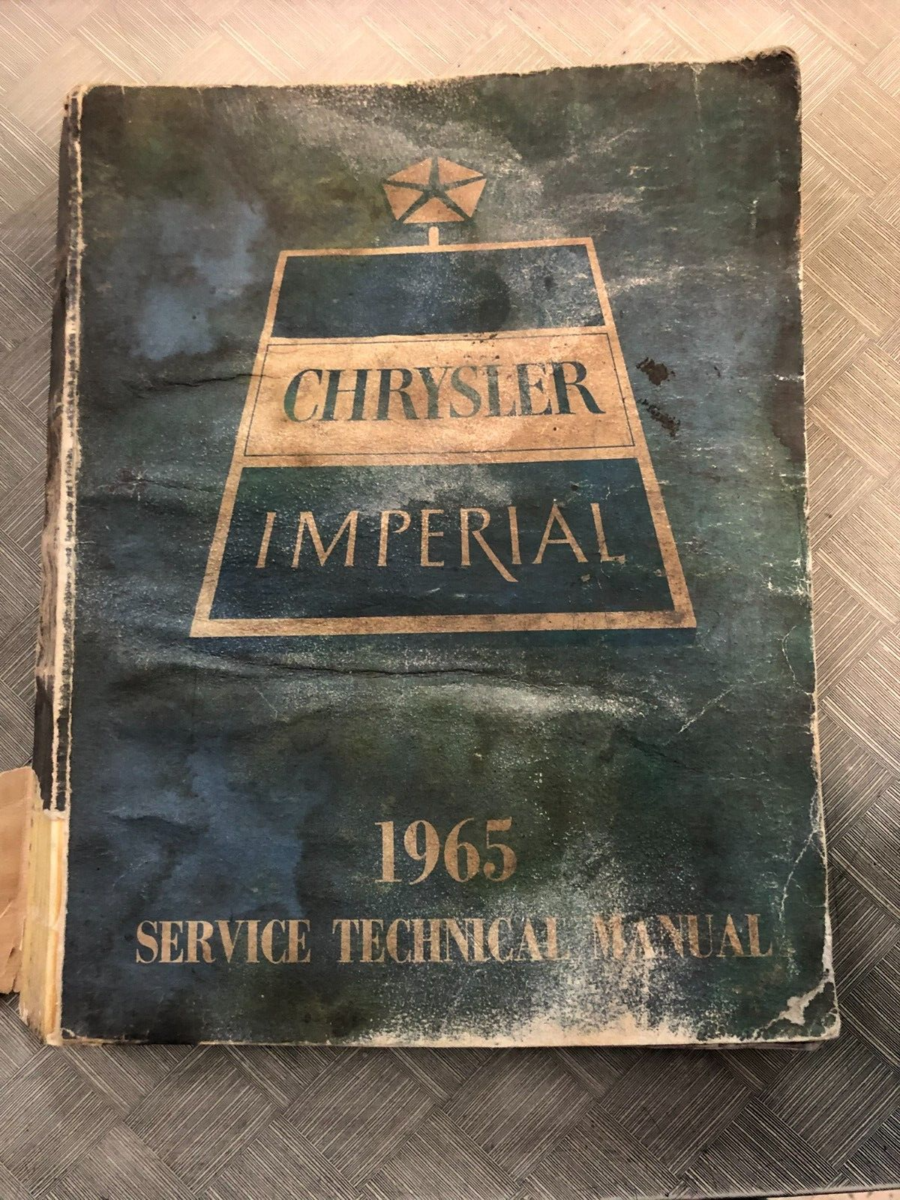 CHRYSLER
IMPERIAL
1965
SERVICE TECHNICAL MANUAL